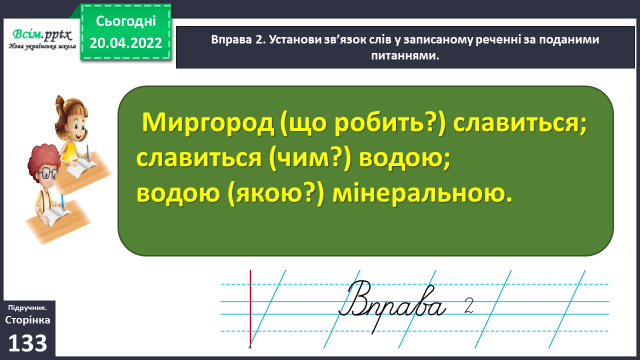 Всім.pptx
Нова українська школа
Сьогодні
20.04.2022
Вправа 2. Установи зв’язок слів у записаному реченні за поданими
питаннями.
Миргород (що робить?) славиться;
славиться (чим?) водою;
водою (якою?) мінеральною.
Вправа 2
Підручник.
Сторінка
133